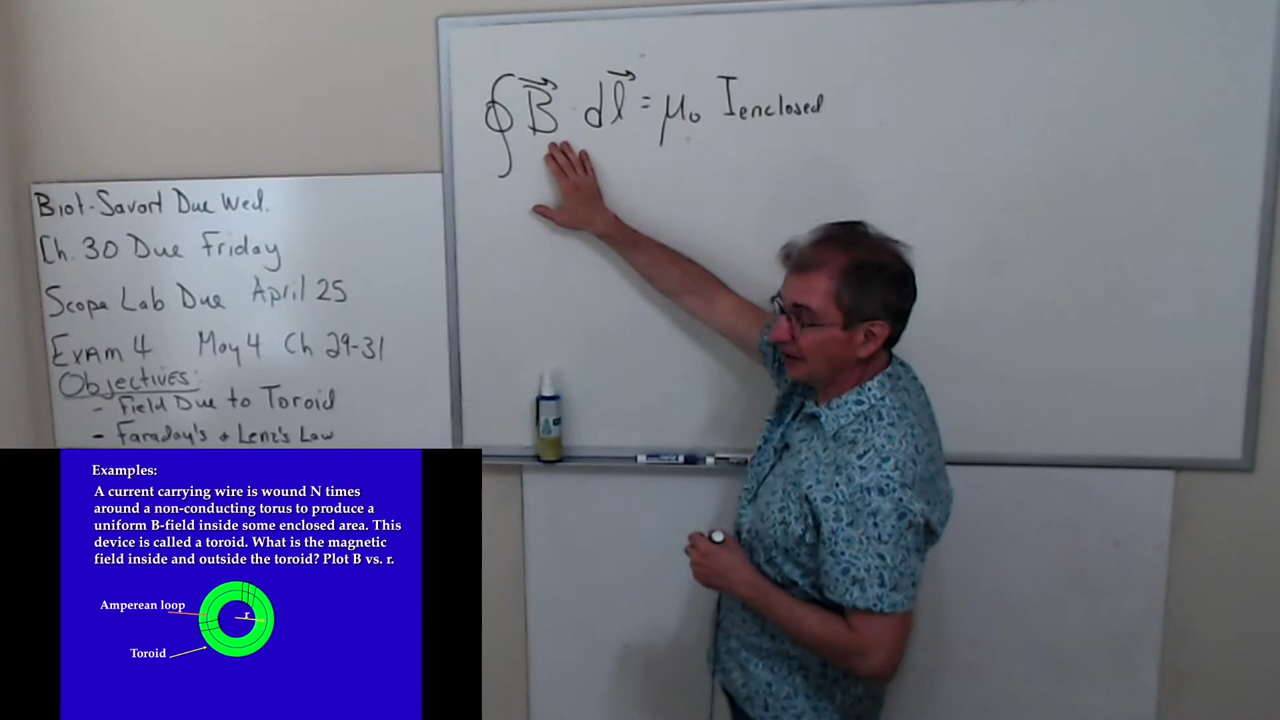 ∮ B⃗ · dl⃗ = μ₀ Ienclosed
Biot-Savart Due Wed.
Ch. 30 Due Friday
Scope Lab Due April 25
Exam 4 May 4 Ch 29-31
Objectives:
- Field Due to Toroid
- Faraday's & Lenz's Law
Examples:
A current carrying wire is wound N times
around a non-conducting torus to produce a
uniform B-field inside some enclosed area. This
device is called a toroid. What is the magnetic
field inside and outside the toroid? Plot B vs. r.
Amperean loop
r
Toroid